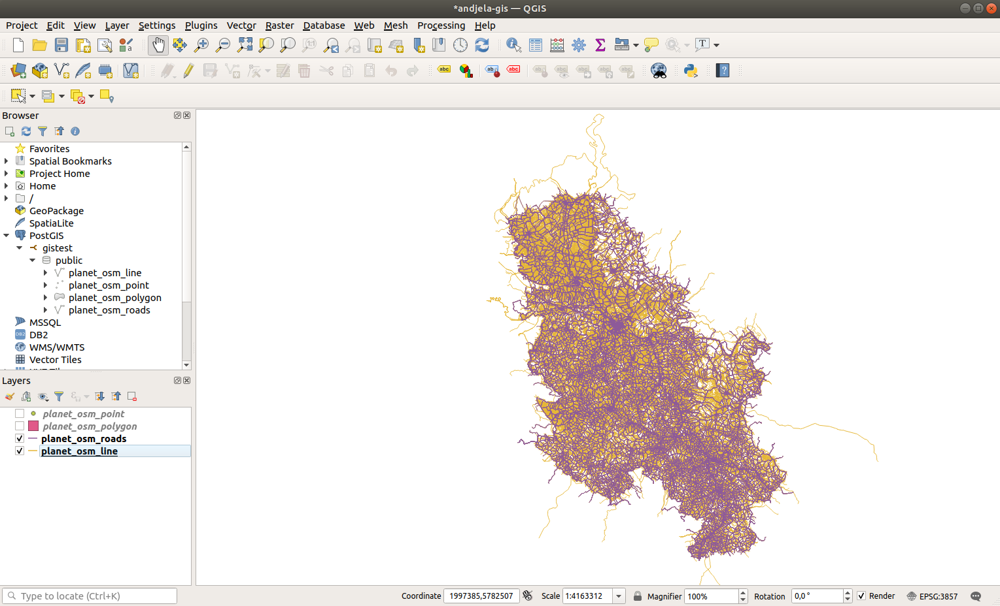 *andjela-gis — QGIS
Project Edit View Layer Settings Plugins Vector Raster Database Web Mesh Processing Help
Browser
Favorites
Spatial Bookmarks
Project Home
Home
/
GeoPackage
SpatiaLite
PostGIS
gistest
public
planet_osm_line
planet_osm_point
planet_osm_polygon
planet_osm_roads
MSSQL
DB2
WMS/WMTS
Vector Tiles
Layers
planet_osm_point
planet_osm_polygon
planet_osm_roads
planet_osm_line
Type to locate (Ctrl+K)
Coordinate 1997385,5782507 Scale 1:4163312 Magnifier 100% Rotation 0,0 ° Render EPSG:3857